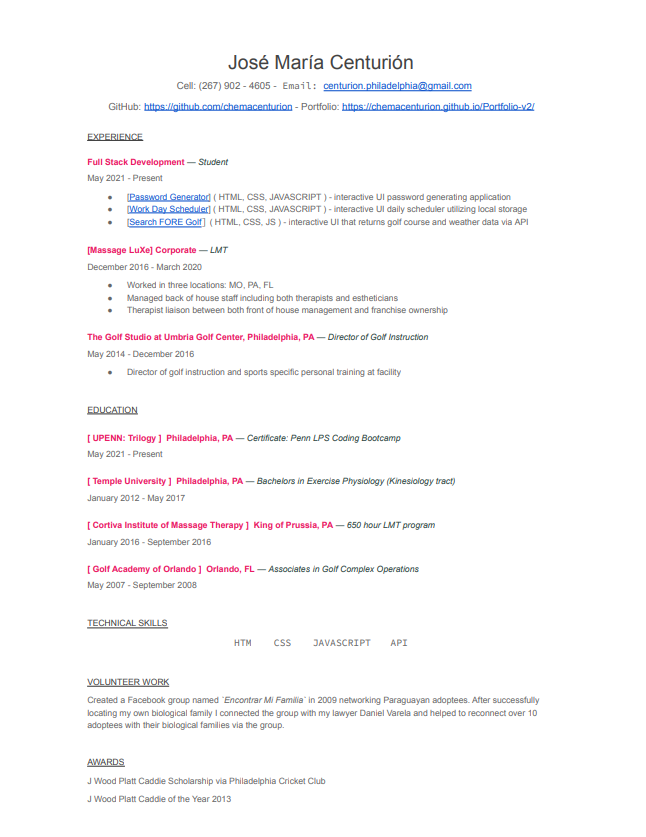 José María Centurión
Cell: (267) 902 - 4605 - Email: centurion.philadelphia@gmail.com
GitHub: https://github.com/chemacenturion - Portfolio: https://chemacenturion.github.io/Portfolio-v2/
EXPERIENCE
Full Stack Development — Student
May 2021 - Present
● [Password Generator] ( HTML, CSS, JAVASCRIPT ) - interactive UI password generating application
● [Work Day Scheduler] ( HTML, CSS, JAVASCRIPT ) - interactive UI daily scheduler utilizing local storage
● [Search FORE Golf ] ( HTML, CSS, JS ) - interactive UI that returns golf course and weather data via API
[Massage LuXe] Corporate — LMT
December 2016 - March 2020
● Worked in three locations: MO, PA, FL
● Managed back of house staff including both therapists and estheticians
● Therapist liaison between both front of house management and franchise ownership
The Golf Studio at Umbria Golf Center, Philadelphia, PA — Director of Golf Instruction
May 2014 - December 2016
● Director of golf instruction and sports specific personal training at facility
EDUCATION
[ UPENN: Trilogy ] Philadelphia, PA — Certificate: Penn LPS Coding Bootcamp
May 2021 - Present
[ Temple University ] Philadelphia, PA — Bachelors in Exercise Physiology (Kinesiology tract)
January 2012 - May 2017
[ Cortiva Institute of Massage Therapy ] King of Prussia, PA — 650 hour LMT program
January 2016 - September 2016
[ Golf Academy of Orlando ] Orlando, FL — Associates in Golf Complex Operations
May 2007 - September 2008
TECHNICAL SKILLS
HTM CSS JAVASCRIPT API
VOLUNTEER WORK
Created a Facebook group named `Encontrar Mi Familia` in 2009 networking Paraguayan adoptees. After successfully
locating my own biological family I connected the group with my lawyer Daniel Varela and helped to reconnect over 10
adoptees with their biological families via the group.
AWARDS
J Wood Platt Caddie Scholarship via Philadelphia Cricket Club
J Wood Platt Caddie of the Year 2013